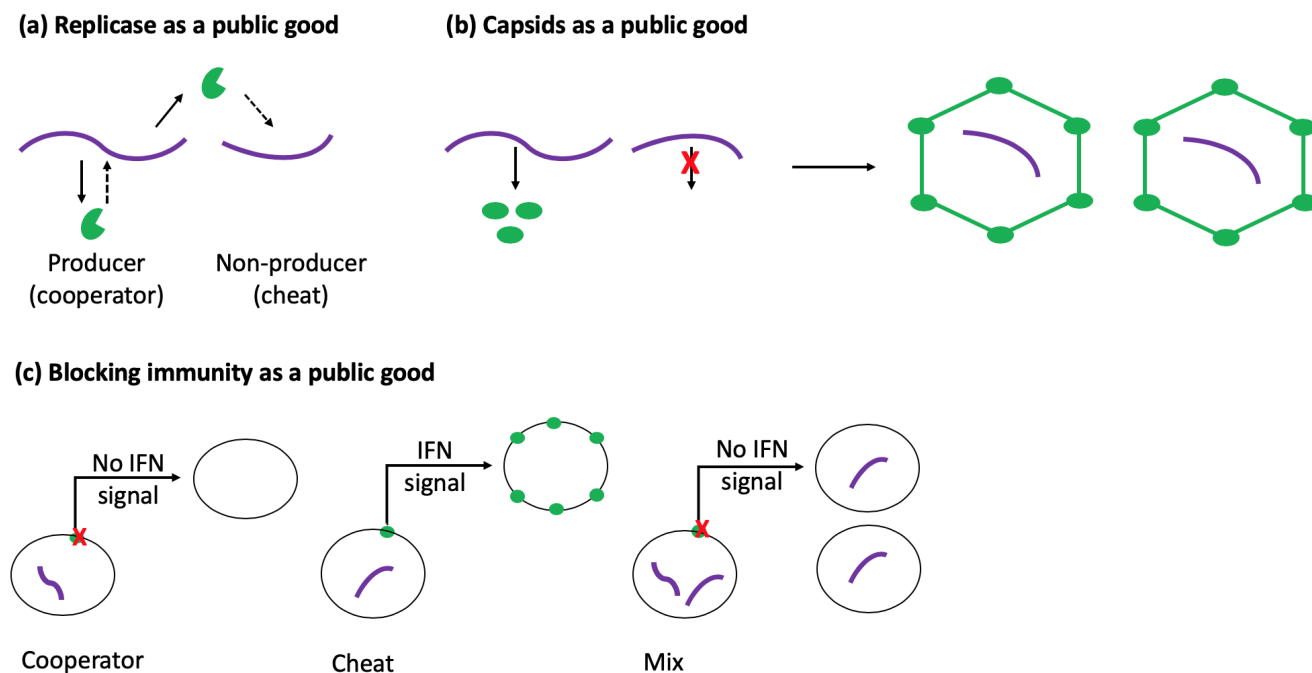 (a) Replicase as a public good
(b) Capsids as a public good
X
Producer
(cooperator)
Non-producer
(cheat)
(c) Blocking immunity as a public good
No IFN
signal
X
Cooperator
IFN
signal
Cheat
No IFN
signal
X
Mix